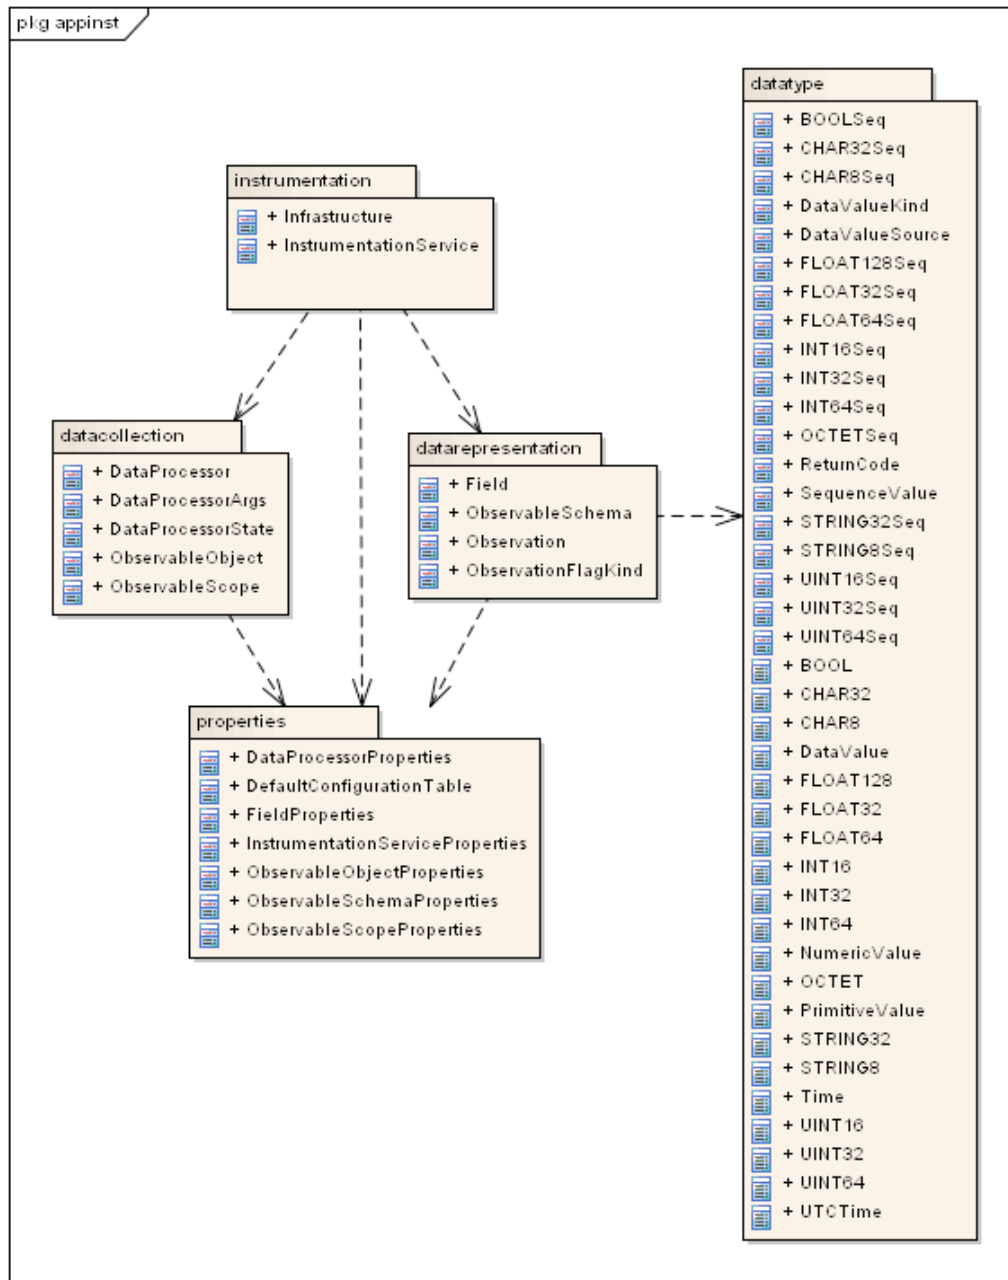 pkg appinst
instrumentation
+ Infrastructure
+ InstrumentationService
datacollection
+ DataProcessor
+ DataProcessorArgs
+ DataProcessorState
+ ObservableObject
+ ObservableScope
datarepresentation
+ Field
+ ObservableSchema
+ Observation
+ ObservationFlagKind
properties
+ DataProcessorProperties
+ DefaultConfigurationTable
+ FieldProperties
+ InstrumentationServiceProperties
+ ObservableObjectProperties
+ ObservableSchemaProperties
+ ObservableScopeProperties
datatype
+ BOOLSeq
+ CHAR32Seq
+ CHAR8Seq
+ DataValueKind
+ DataValueSource
+ FLOAT128Seq
+ FLOAT32Seq
+ FLOAT64Seq
+ INT16Seq
+ INT32Seq
+ INT64Seq
+ OCTETSeq
+ ReturnCode
+ SequenceValue
+ STRING32Seq
+ STRING8Seq
+ UINT16Seq
+ UINT32Seq
+ UINT64Seq
+ BOOL
+ CHAR32
+ CHAR8
+ DataValue
+ FLOAT128
+ FLOAT32
+ FLOAT64
+ INT16
+ INT32
+ INT64
+ NumericValue
+ OCTET
+ PrimitiveValue
+ STRING32
+ STRING8
+ Time
+ UINT16
+ UINT32
+ UINT64
+ UTCTime